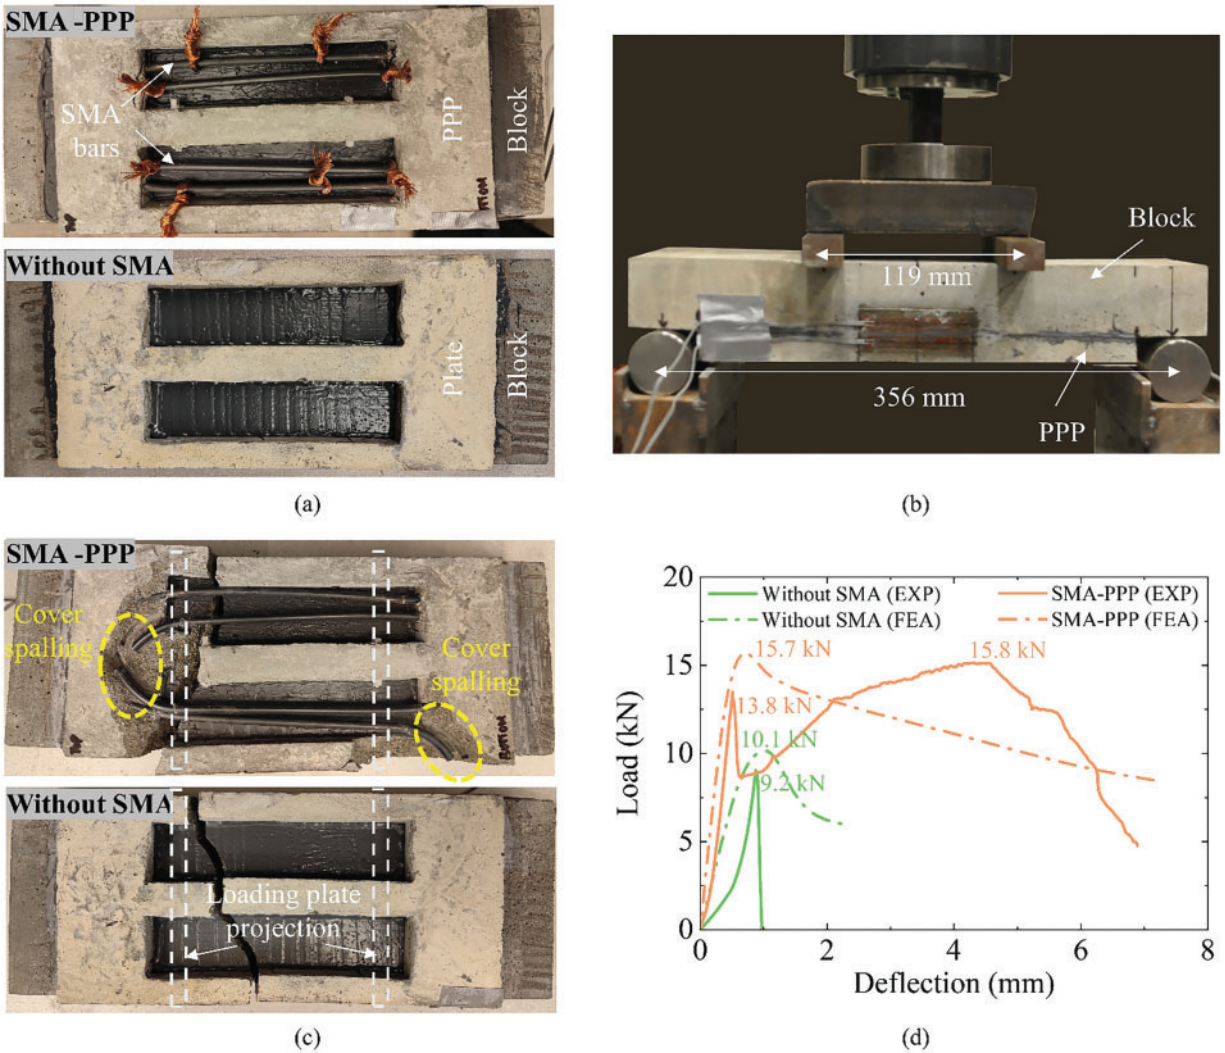 SMA -PPP
SMA
bars
PPP
Block
Without SMA
Plate
Block
(a)
Block
119 mm
356 mm
PPP
(b)
SMA -PPP
Cover
spalling
Cover
spalling
BOTTOM
Without SMA
Loading plate
projection
(c)
20
15
10
5
0
Load (kN)
Without SMA (EXP)
SMA-PPP (EXP)
Without SMA (FEA)
SMA-PPP (FEA)
15.7 kN
15.8 kN
13.8 kN
10.1 kN
9.2 kN
0
2
4
6
8
Deflection (mm)
(d)